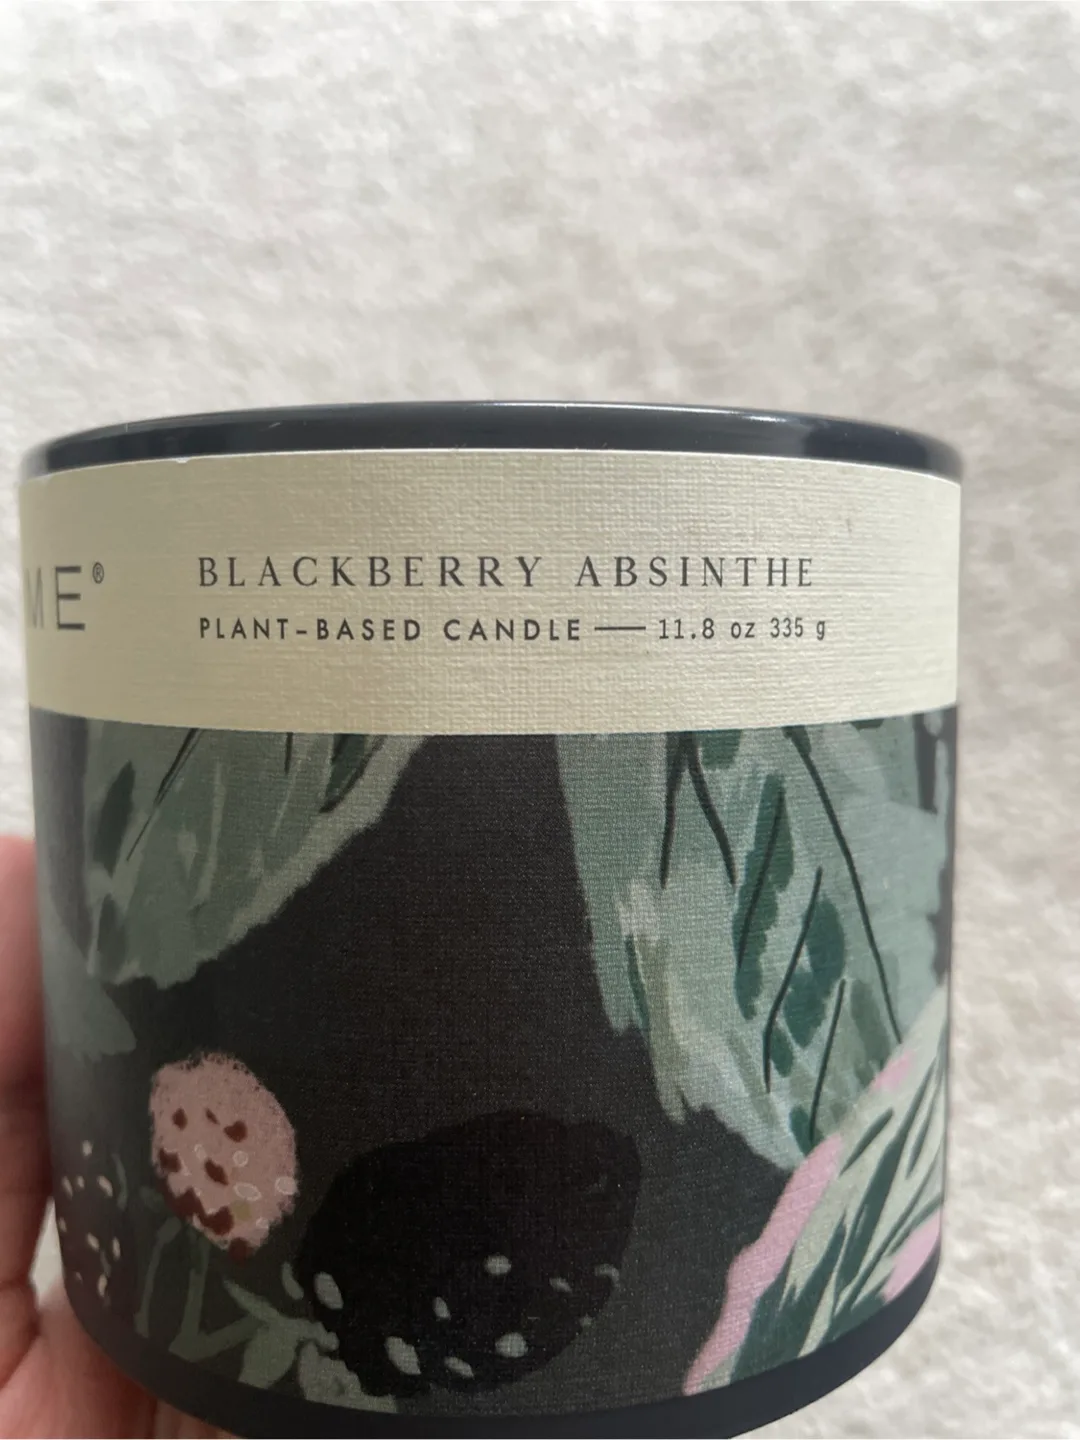 ME®
BLACKBERRY ABSINTHE
PLANT-BASED CANDLE — 11.8 oz 335 g